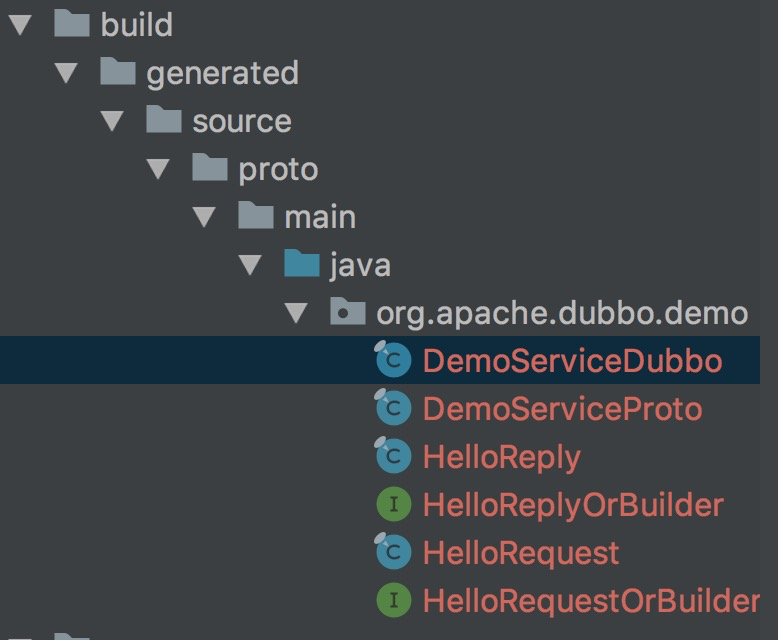 build
generated
source
proto
main
java
org.apache.dubbo.demo
DemoServiceDubbo
DemoServiceProto
HelloReply
HelloReplyOrBuilder
HelloRequest
HelloRequestOrBuilder